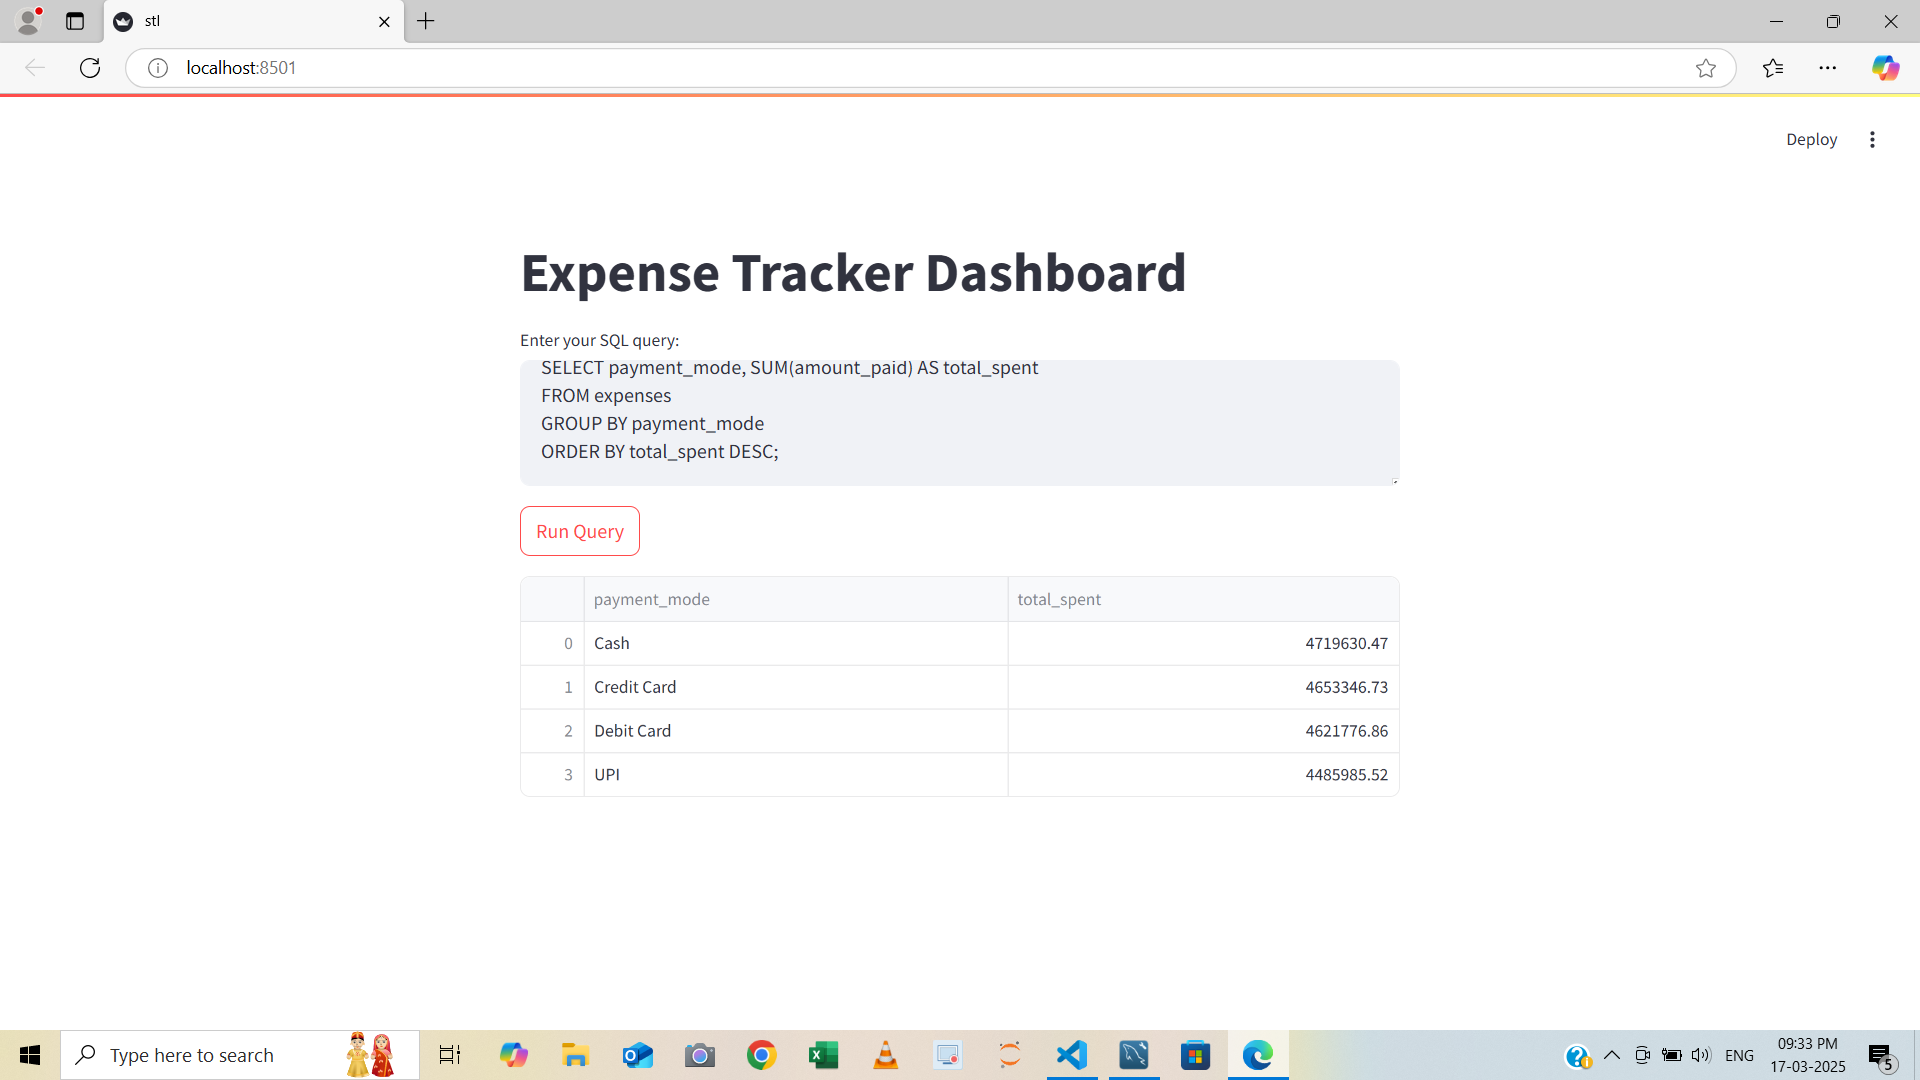 stl
localhost:8501
Deploy
Expense Tracker Dashboard
Enter your SQL query:
SELECT payment_mode, SUM(amount_paid) AS total_spent
FROM expenses
GROUP BY payment_mode
ORDER BY total_spent DESC;
Run Query
payment_mode total_spent
0 Cash 4719630.47
1 Credit Card 4653346.73
2 Debit Card 4621776.86
3 UPI 4485985.52
Type here to search
ENG
09:33 PM
17-03-2025
5